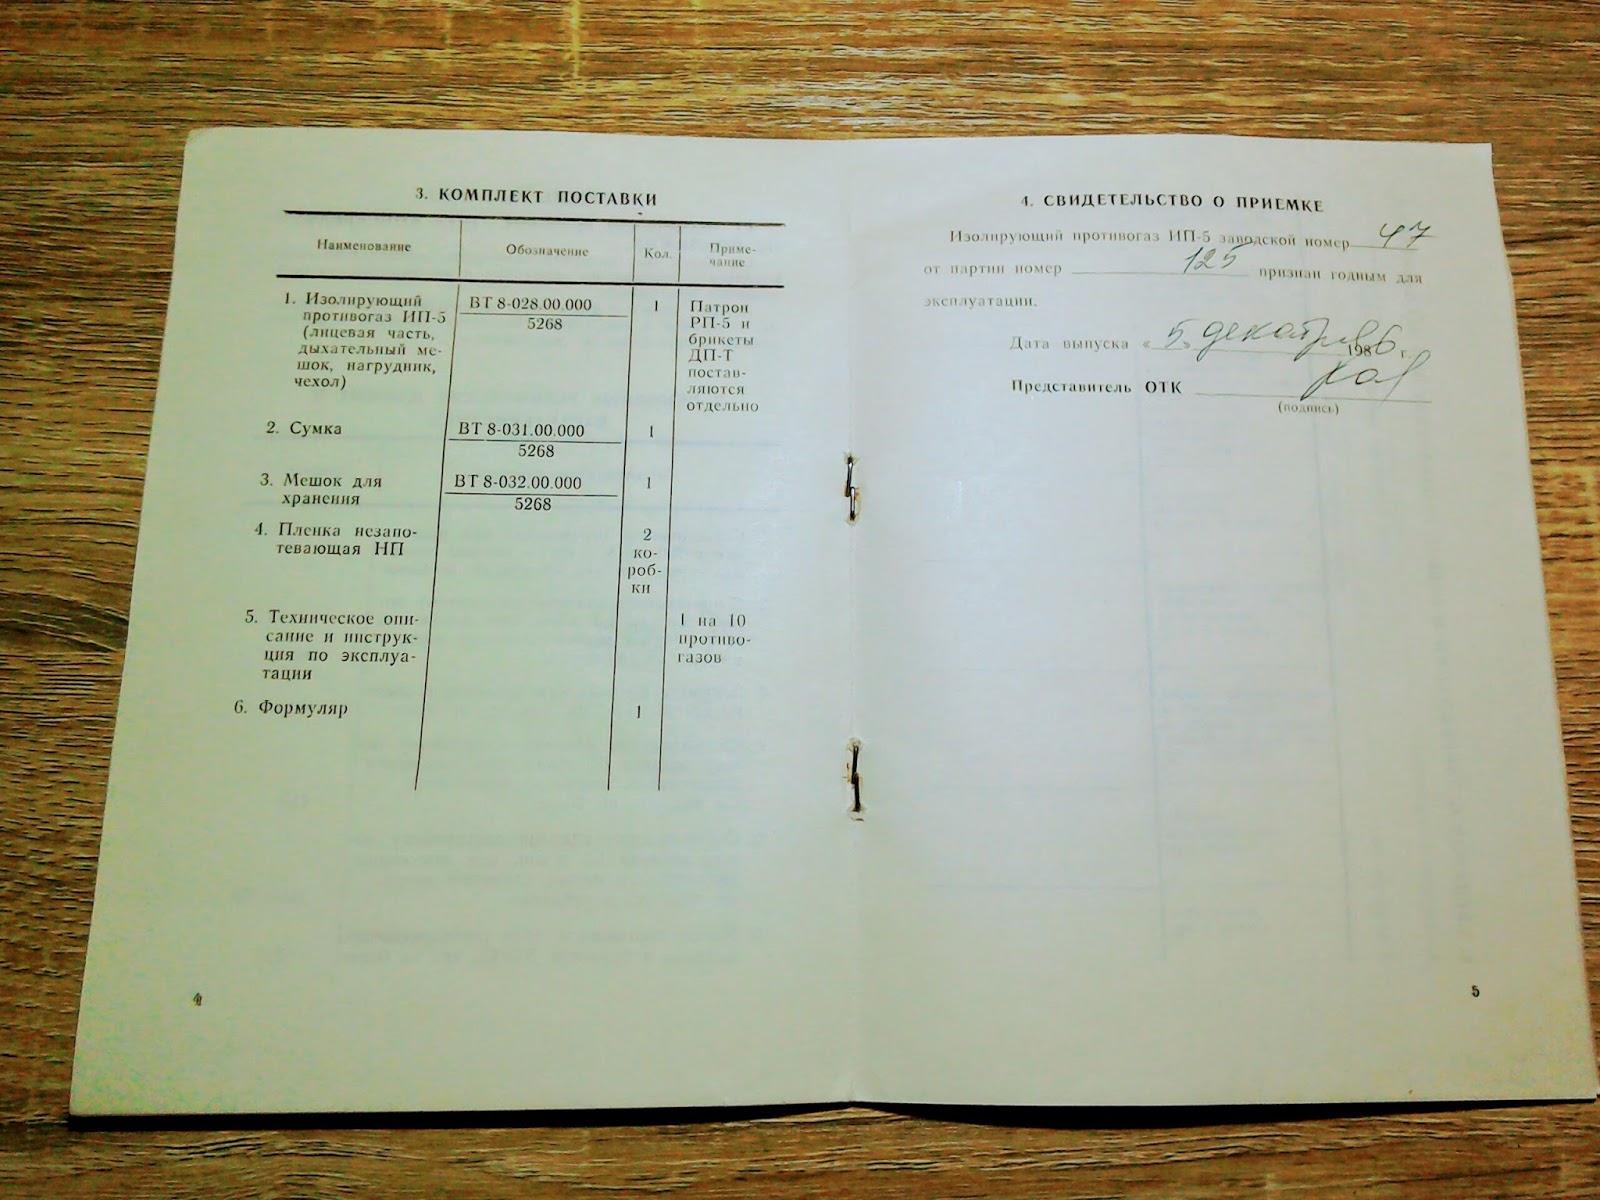 3. КОМПЛЕКТ ПОСТАВКИ
Наименование
Обозначение
Кол.
Приме-
чание
1. Изолирующий
противогаз ИП-5
(лицевая часть,
дыхательный ме-
шок, нагрудник,
чехол)
ВТ 8-028.00.000
5268
1
Патрон
РП-5 и
брикеты
ДП-Т
постав-
ляются
отдельно
2. Сумка
ВТ 8-031.00.000
5268
1
3. Мешок для
хранения
ВТ 8-032.00.000
5268
1
4. Пленка незапо-
тевающая НП
2
ко-
роб-
ки
5. Техническое опи-
сание и инструк-
ция по эксплуа-
тации
1 на 10
противо-
газов
6. Формуляр
1
4
4. СВИДЕТЕЛЬСТВО О ПРИЕМКЕ
Изолирующий противогаз ИП-5 заводской номер 47
от партии номер 125 признан годным для
эксплуатации.
Дата выпуска «5» декабря 1986 г.
Представитель ОТК
(подпись)
5